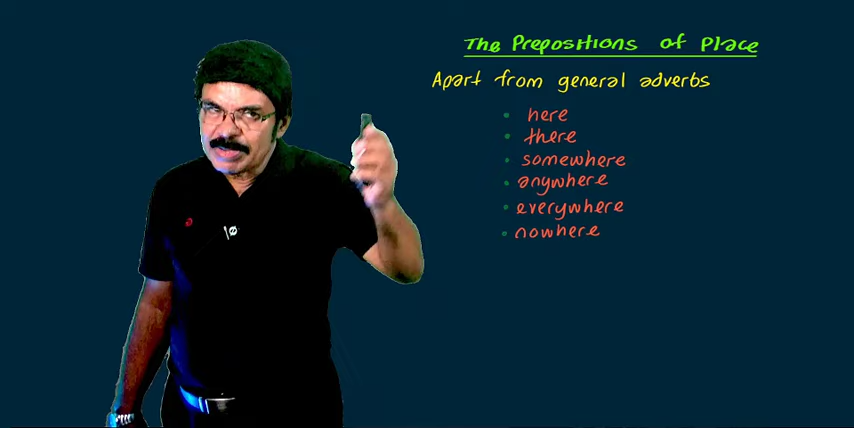 The Prepositions of Place
Apart from general adverbs
• here
• there
• somewhere
• anywhere
• everywhere
• nowhere